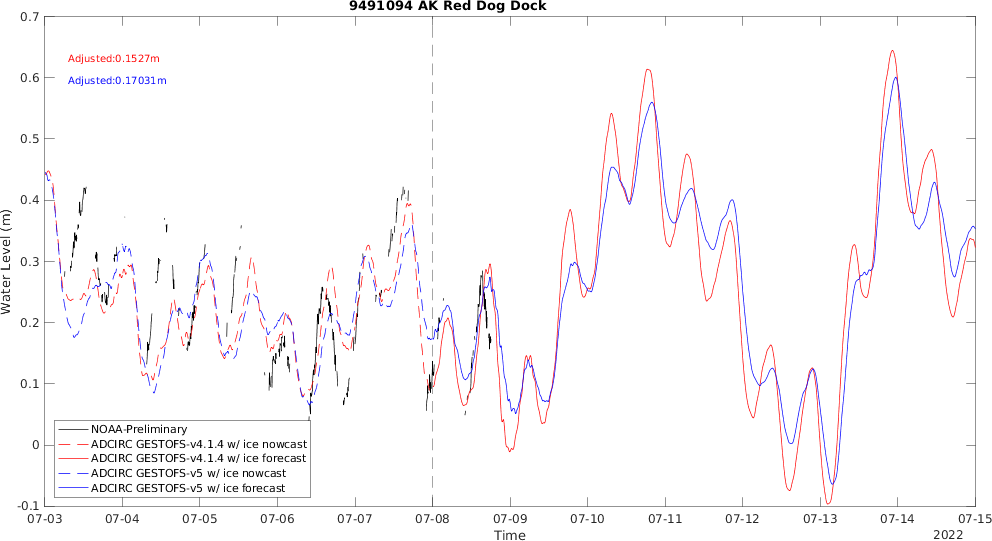 9491094 AK Red Dog Dock
0.7
0.6
0.5
0.4
0.3
0.2
0.1
0
-0.1
Water Level (m)
Adjusted:0.1527m
Adjusted:0.17031m
NOAA-Preliminary
ADCIRC GESTOFS-v4.1.4 w/ ice nowcast
ADCIRC GESTOFS-v4.1.4 w/ ice forecast
ADCIRC GESTOFS-v5 w/ ice nowcast
ADCIRC GESTOFS-v5 w/ ice forecast
07-03 07-04 07-05 07-06 07-07 07-08 07-09 07-10 07-11 07-12 07-13 07-14 07-15
Time
2022